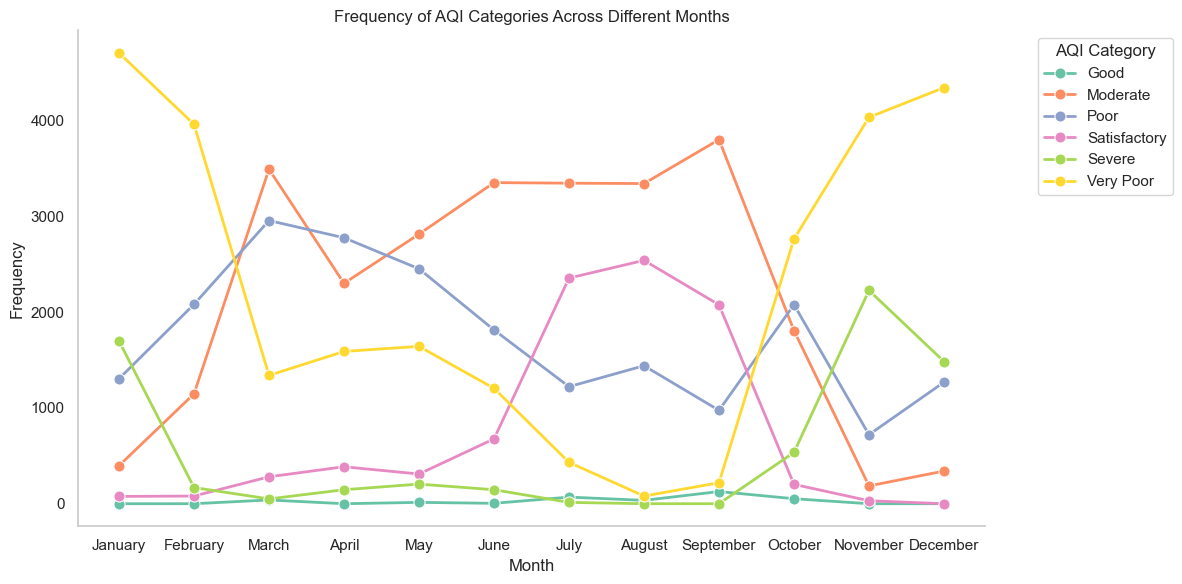 Frequency of AQI Categories Across Different Months
AQI Category
Good
Moderate
Poor
Satisfactory
Severe
Very Poor
Frequency
4000
3000
2000
1000
0
January February March April May June July August September October November December
Month